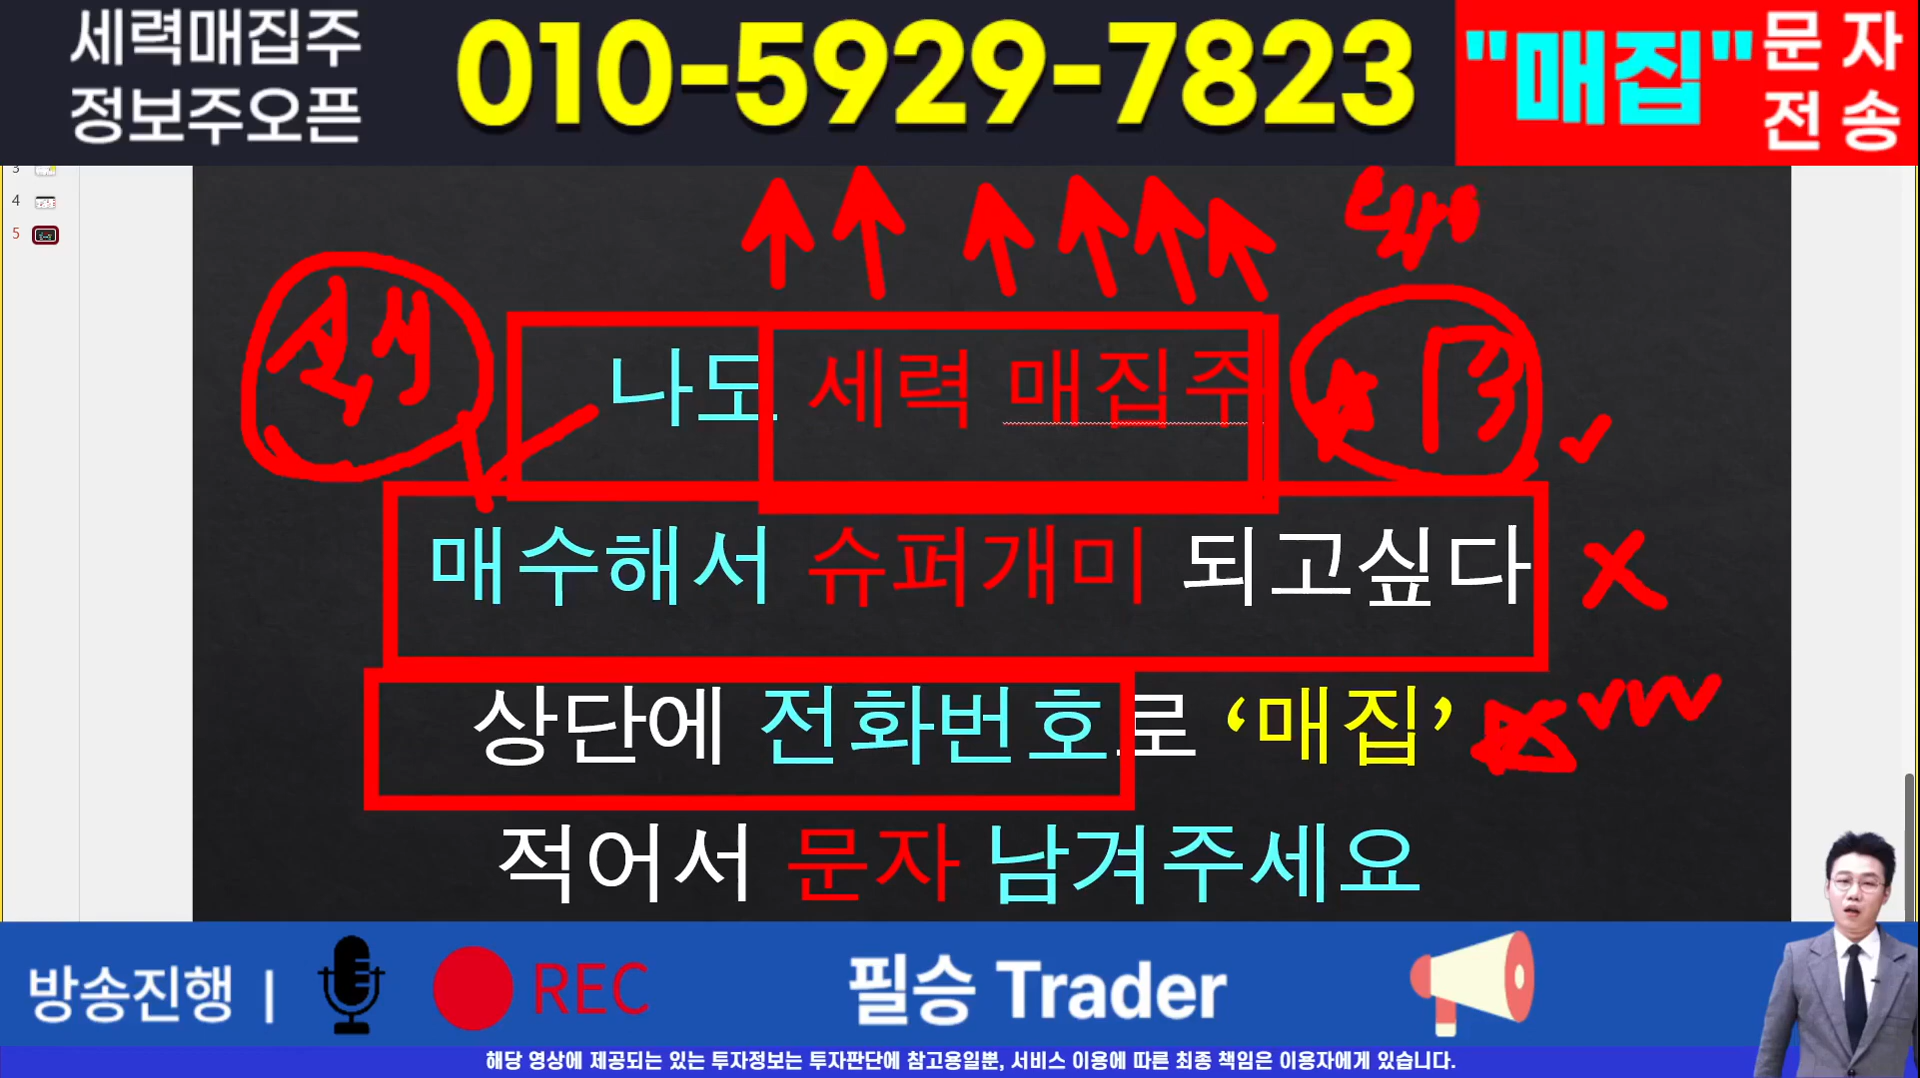 세력매집주
정보주오픈
010-5929-7823
"매집"
문자
전송
3
4
5
나도 세력 매집주
매수해서 슈퍼개미 되고싶다
상단에 전화번호로 ‘매집’
적어서 문자 남겨주세요
방송진행 |
REC
필승 Trader
해당 영상에 제공되는 있는 투자정보는 투자판단에 참고용일뿐, 서비스 이용에 따른 최종 책임은 이용자에게 있습니다.